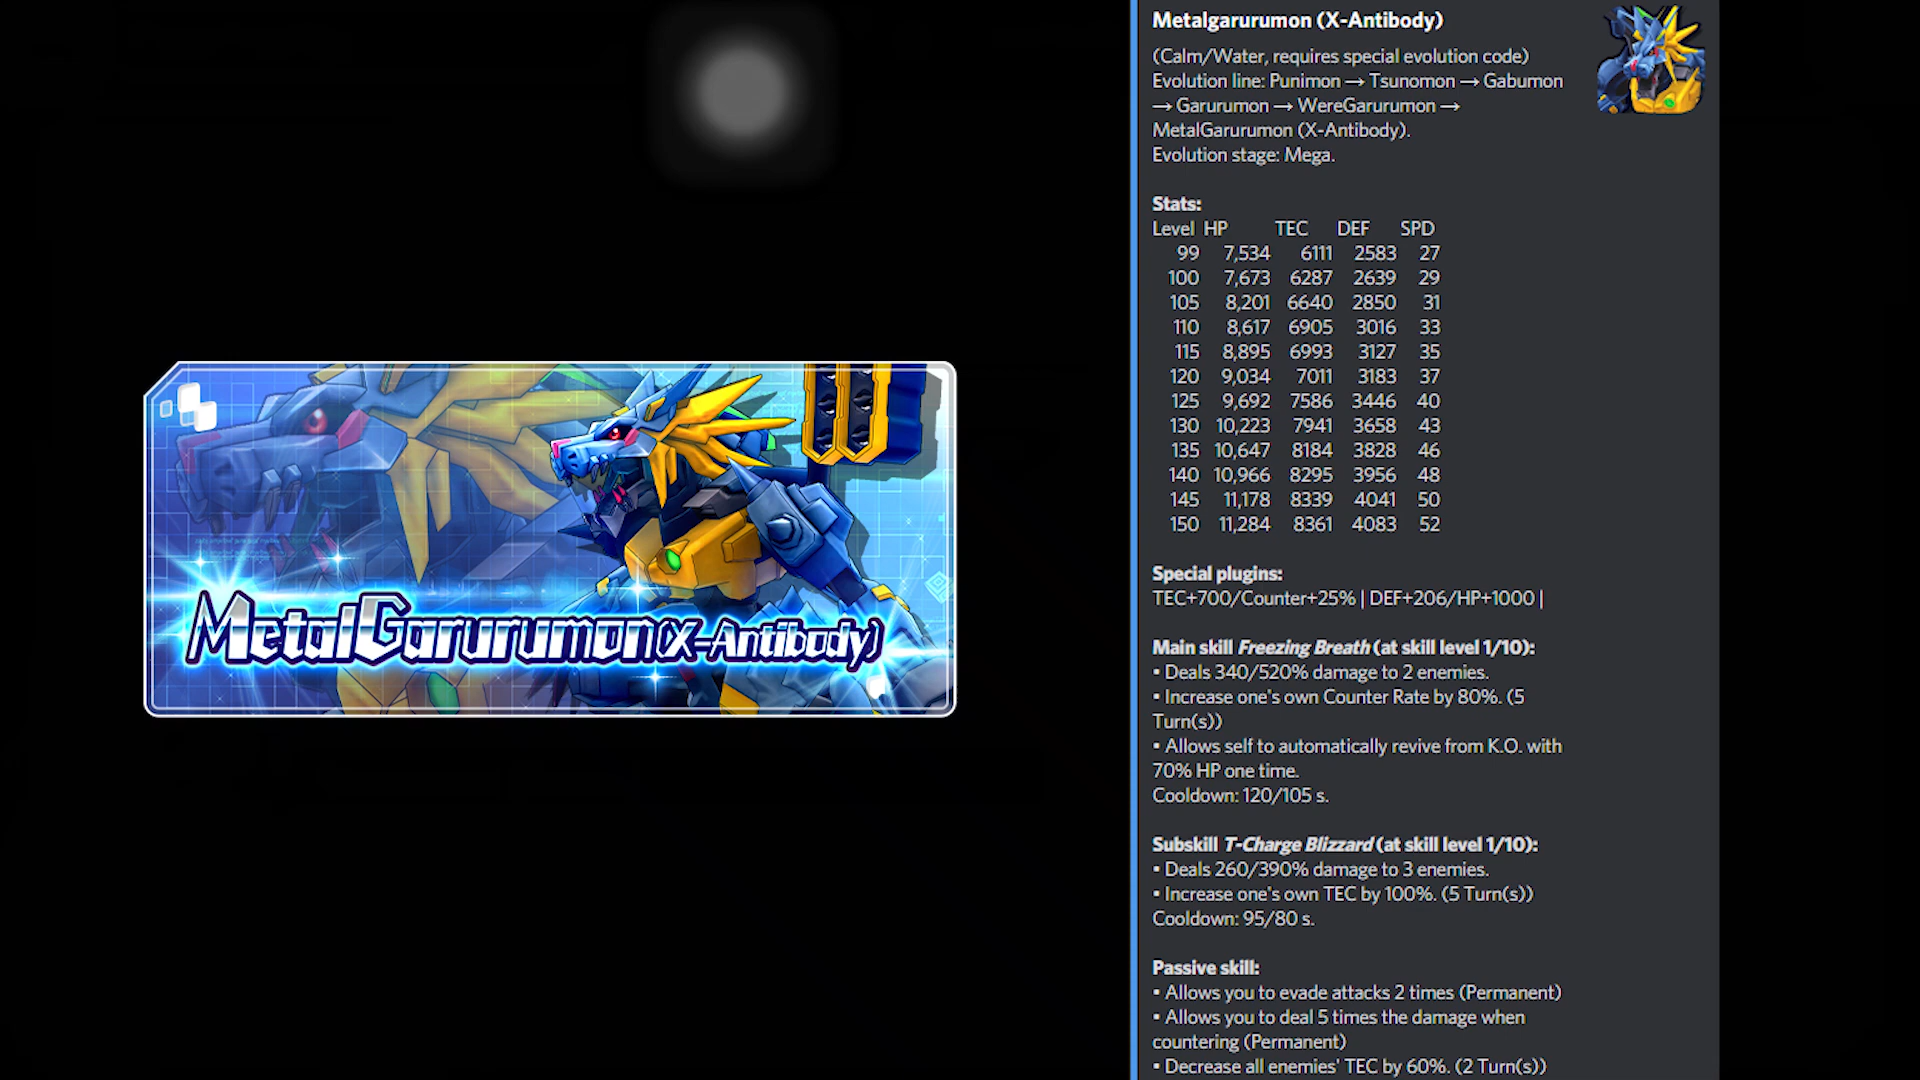 MetalGarurumon (X-Antibody)
Metalgarurumon (X-Antibody)
(Calm/Water, requires special evolution code)
Evolution line: Punimon → Tsunomon → Gabumon
→ Garurumon → WereGarurumon →
MetalGarurumon (X-Antibody).
Evolution stage: Mega.
Stats:
Level HP TEC DEF SPD
99 7,534 6111 2583 27
100 7,673 6287 2639 29
105 8,201 6640 2850 31
110 8,617 6905 3016 33
115 8,895 6993 3127 35
120 9,034 7011 3183 37
125 9,692 7586 3446 40
130 10,223 7941 3658 43
135 10,647 8184 3828 46
140 10,966 8295 3956 48
145 11,178 8339 4041 50
150 11,284 8361 4083 52
Special plugins:
TEC+700/Counter+25% | DEF+206/HP+1000 |
Main skill Freezing Breath (at skill level 1/10):
▪ Deals 340/520% damage to 2 enemies.
▪ Increase one's own Counter Rate by 80%. (5
Turn(s))
▪ Allows self to automatically revive from K.O. with
70% HP one time.
Cooldown: 120/105 s.
Subskill T-Charge Blizzard (at skill level 1/10):
▪ Deals 260/390% damage to 3 enemies.
▪ Increase one's own TEC by 100%. (5 Turn(s))
Cooldown: 95/80 s.
Passive skill:
▪ Allows you to evade attacks 2 times (Permanent)
▪ Allows you to deal 5 times the damage when
countering (Permanent)
▪ Decrease all enemies' TEC by 60%. (2 Turn(s))